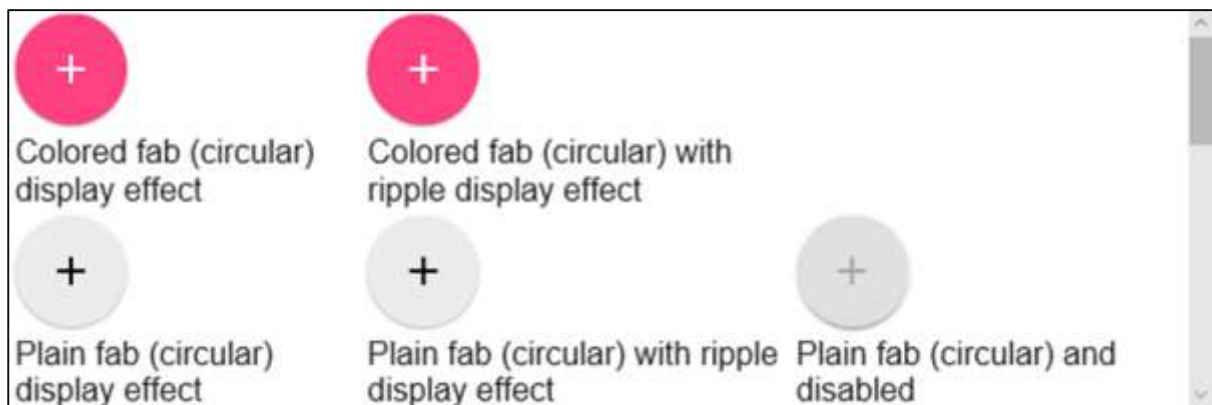 +
+
Colored fab (circular)
display effect
Colored fab (circular) with
ripple display effect
+
+
+
Plain fab (circular)
display effect
Plain fab (circular) with ripple
display effect
Plain fab (circular) and
disabled